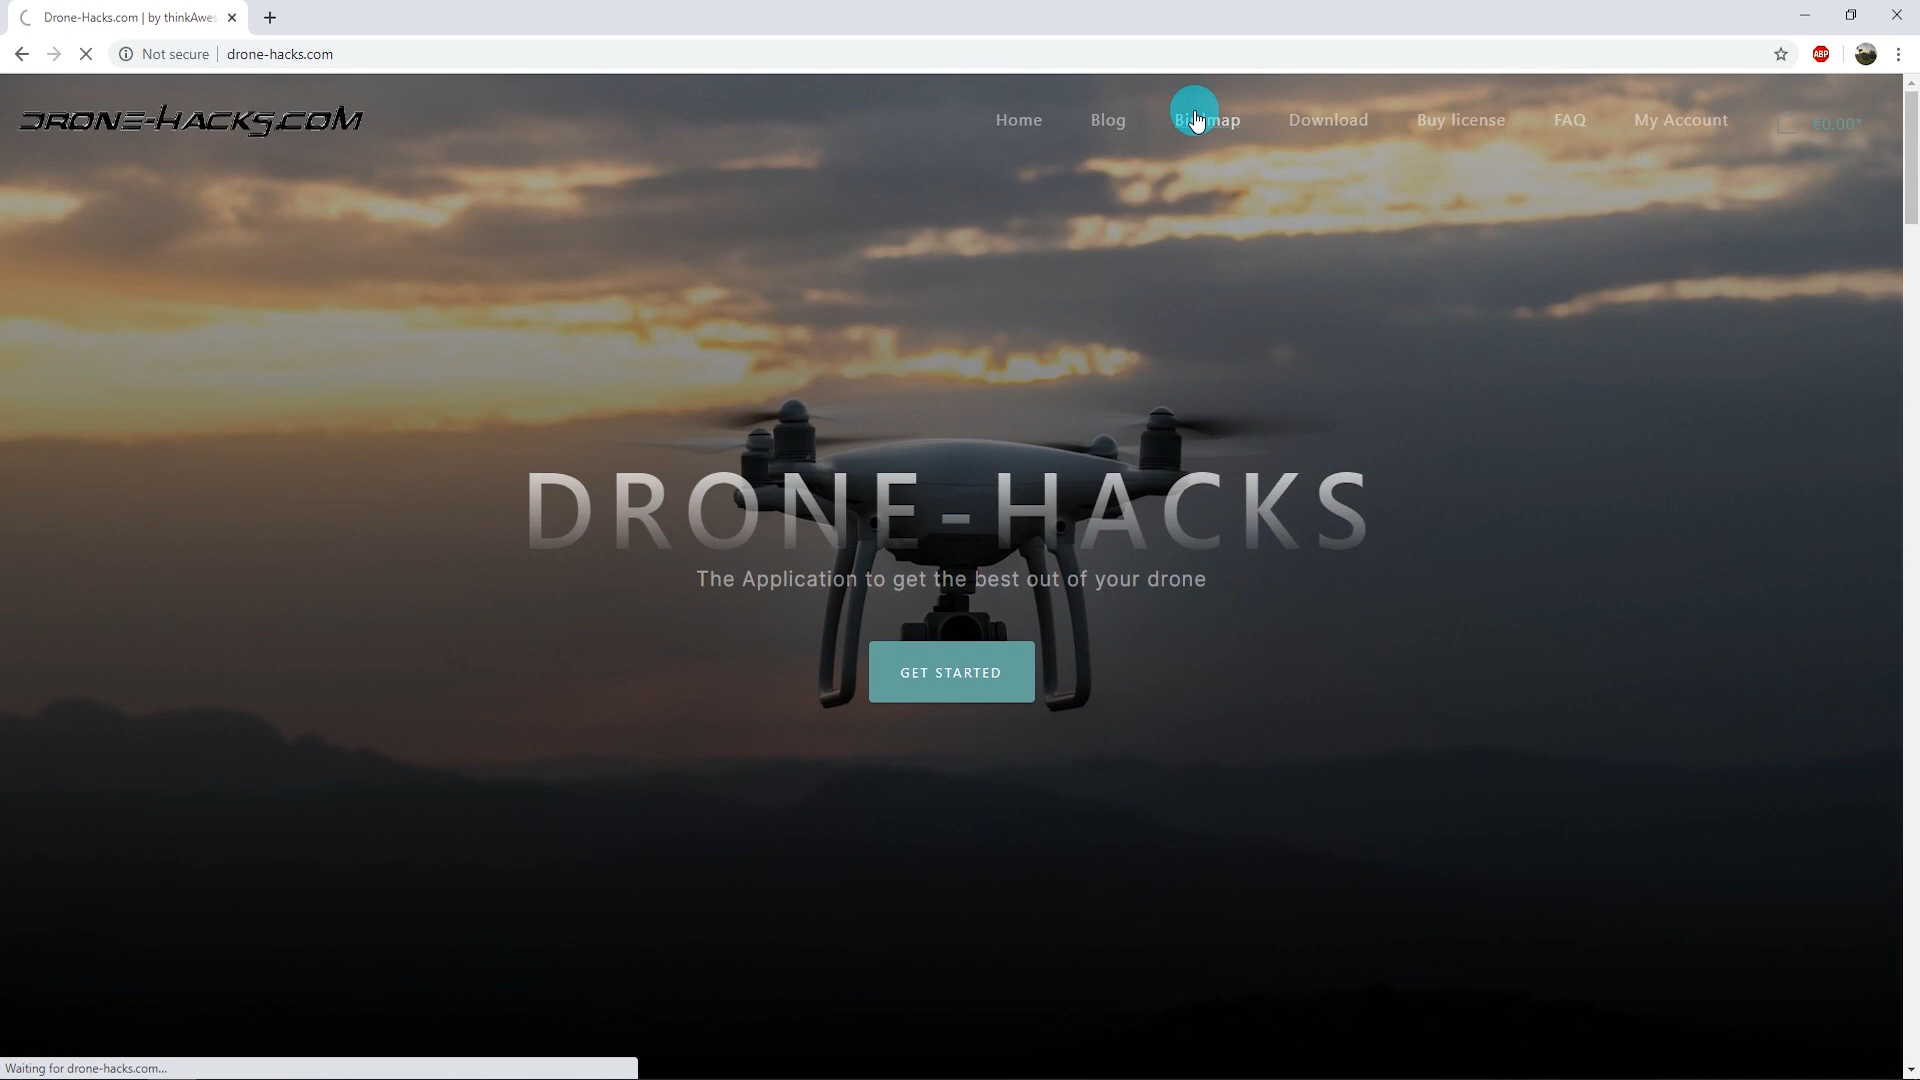 Drone-Hacks.com | by thinkAwes
Not secure
drone-hacks.com
ABP
DRONE-HACKS.COM
Home
Blog
Download
Buy license
FAQ
My Account
€0.00*
DRONE-HACKS
The Application to get the best out of your drone
GET STARTED
Waiting for drone-hacks.com...